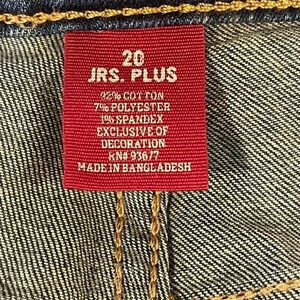 20
JRS. PLUS
92% COTTON
7% POLYESTER
1% SPANDEX
EXCLUSIVE OF
DECORATION
RN# 93677
MADE IN BANGLADESH